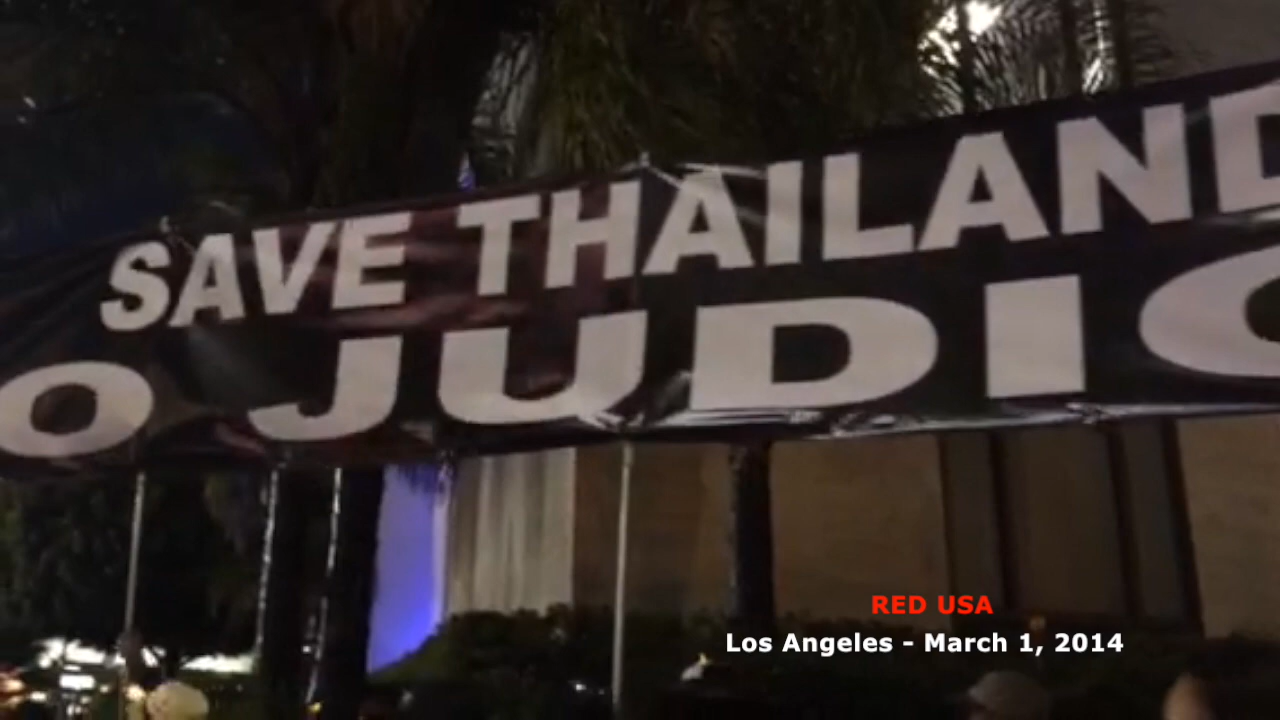 SAVE THAILAND
O JUDIC
RED USA
Los Angeles - March 1, 2014